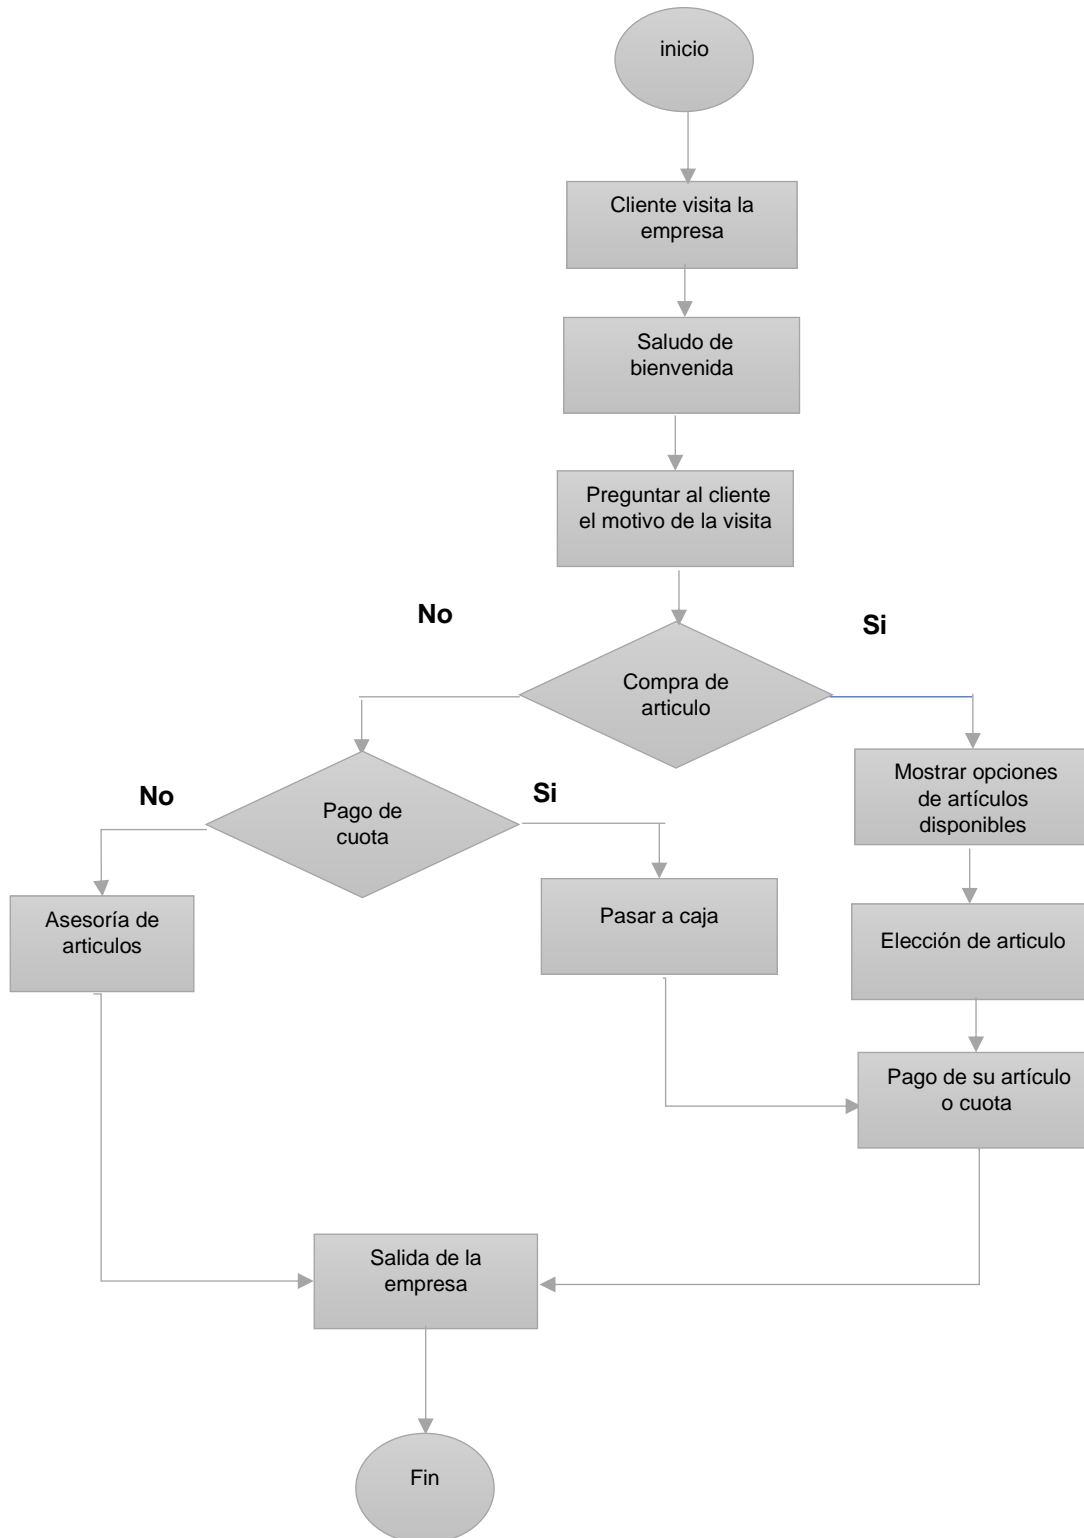 inicio
Cliente visita la
empresa
Saludo de
bienvenida
Preguntar al cliente
el motivo de la visita
No
Si
Compra de
articulo
Mostrar opciones
de artículos
disponibles
No
Si
Pago de
cuota
Asesoría de
articulos
Pasar a caja
Elección de articulo
Pago de su artículo
o cuota
Salida de la
empresa
Fin